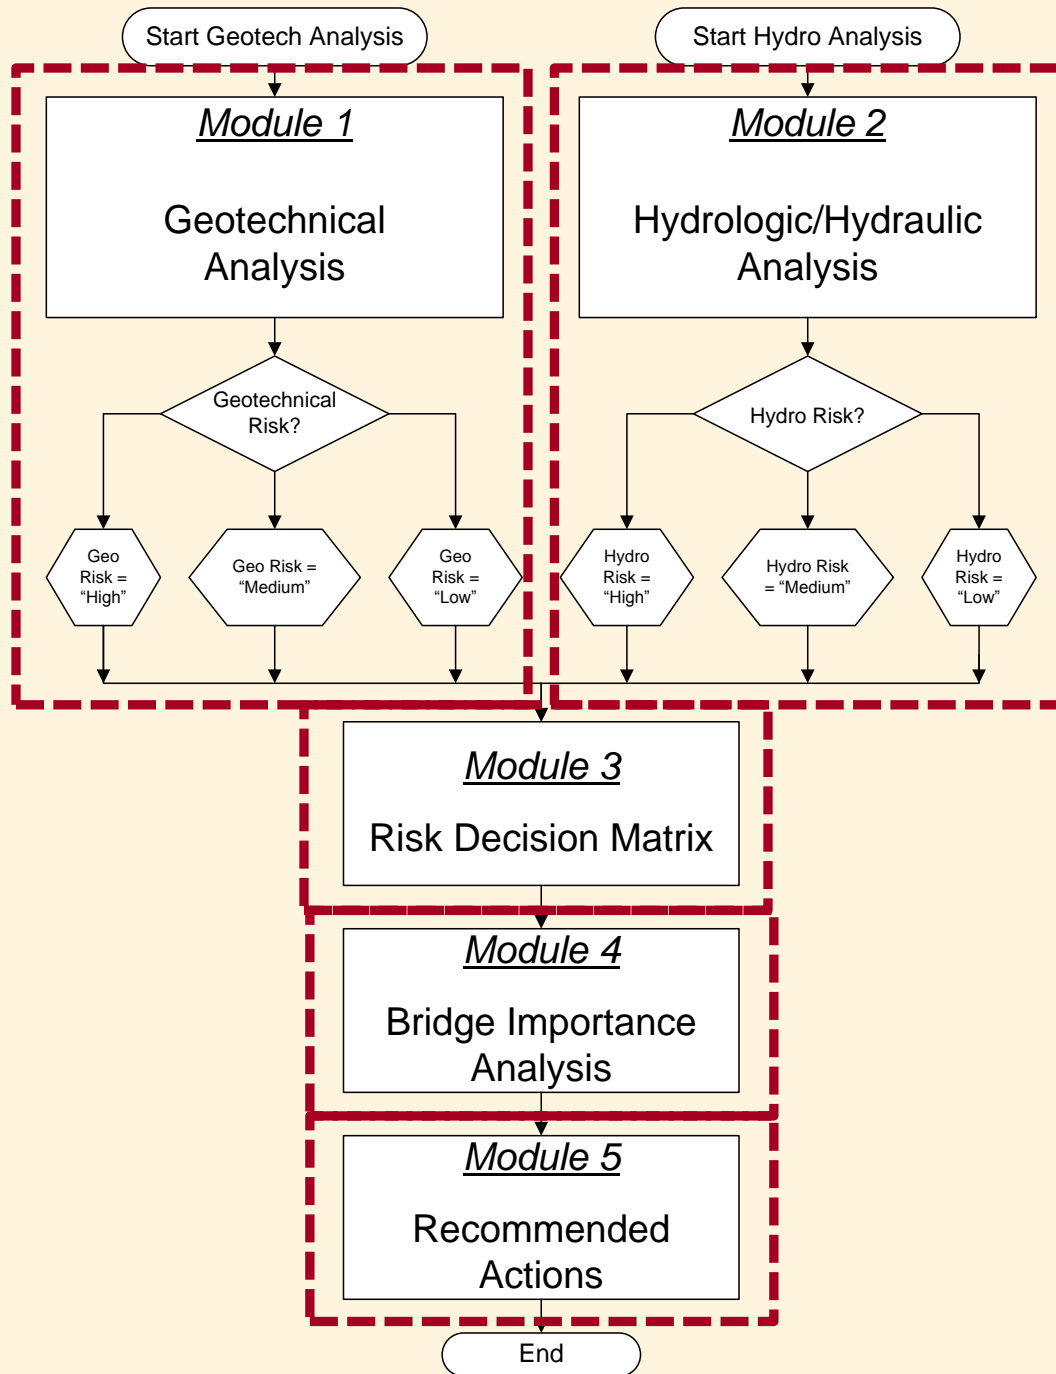 Start Geotech Analysis
Start Hydro Analysis
Module 1
Geotechnical
Analysis
Module 2
Hydrologic/Hydraulic
Analysis
Geotechnical
Risk?
Hydro Risk?
Geo
Risk =
“High”
Geo Risk =
“Medium”
Geo
Risk =
“Low”
Hydro
Risk =
“High”
Hydro Risk
= “Medium”
Hydro
Risk =
“Low”
Module 3
Risk Decision Matrix
Module 4
Bridge Importance
Analysis
Module 5
Recommended
Actions
End